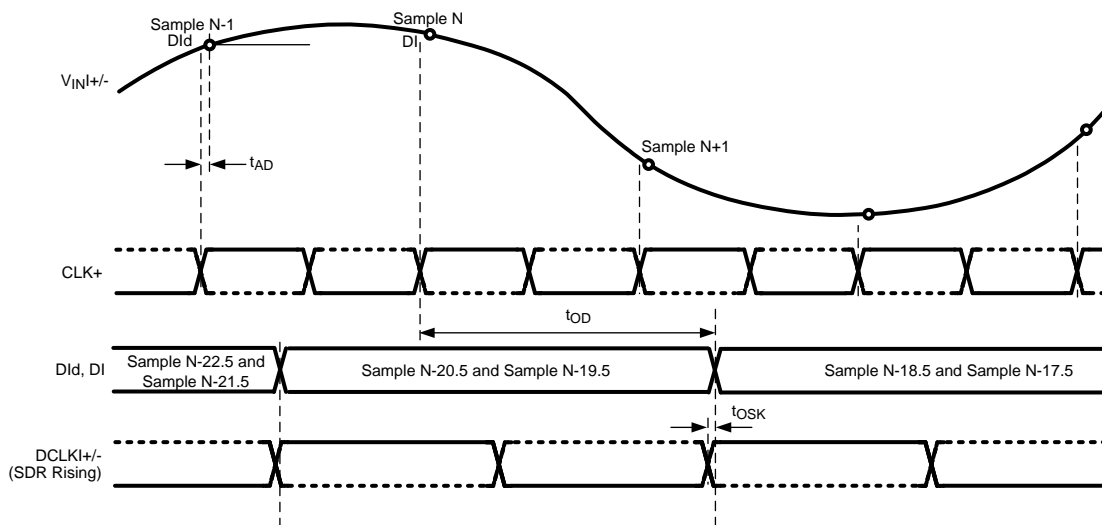 Sample N-1
DId
Sample N
DI
VINI+/-
Sample N+1
tAD
CLK+
tOD
DId, DI
Sample N-22.5 and
Sample N-21.5
Sample N-20.5 and Sample N-19.5
Sample N-18.5 and Sample N-17.5
tOSK
DCLKI+/-
(SDR Rising)